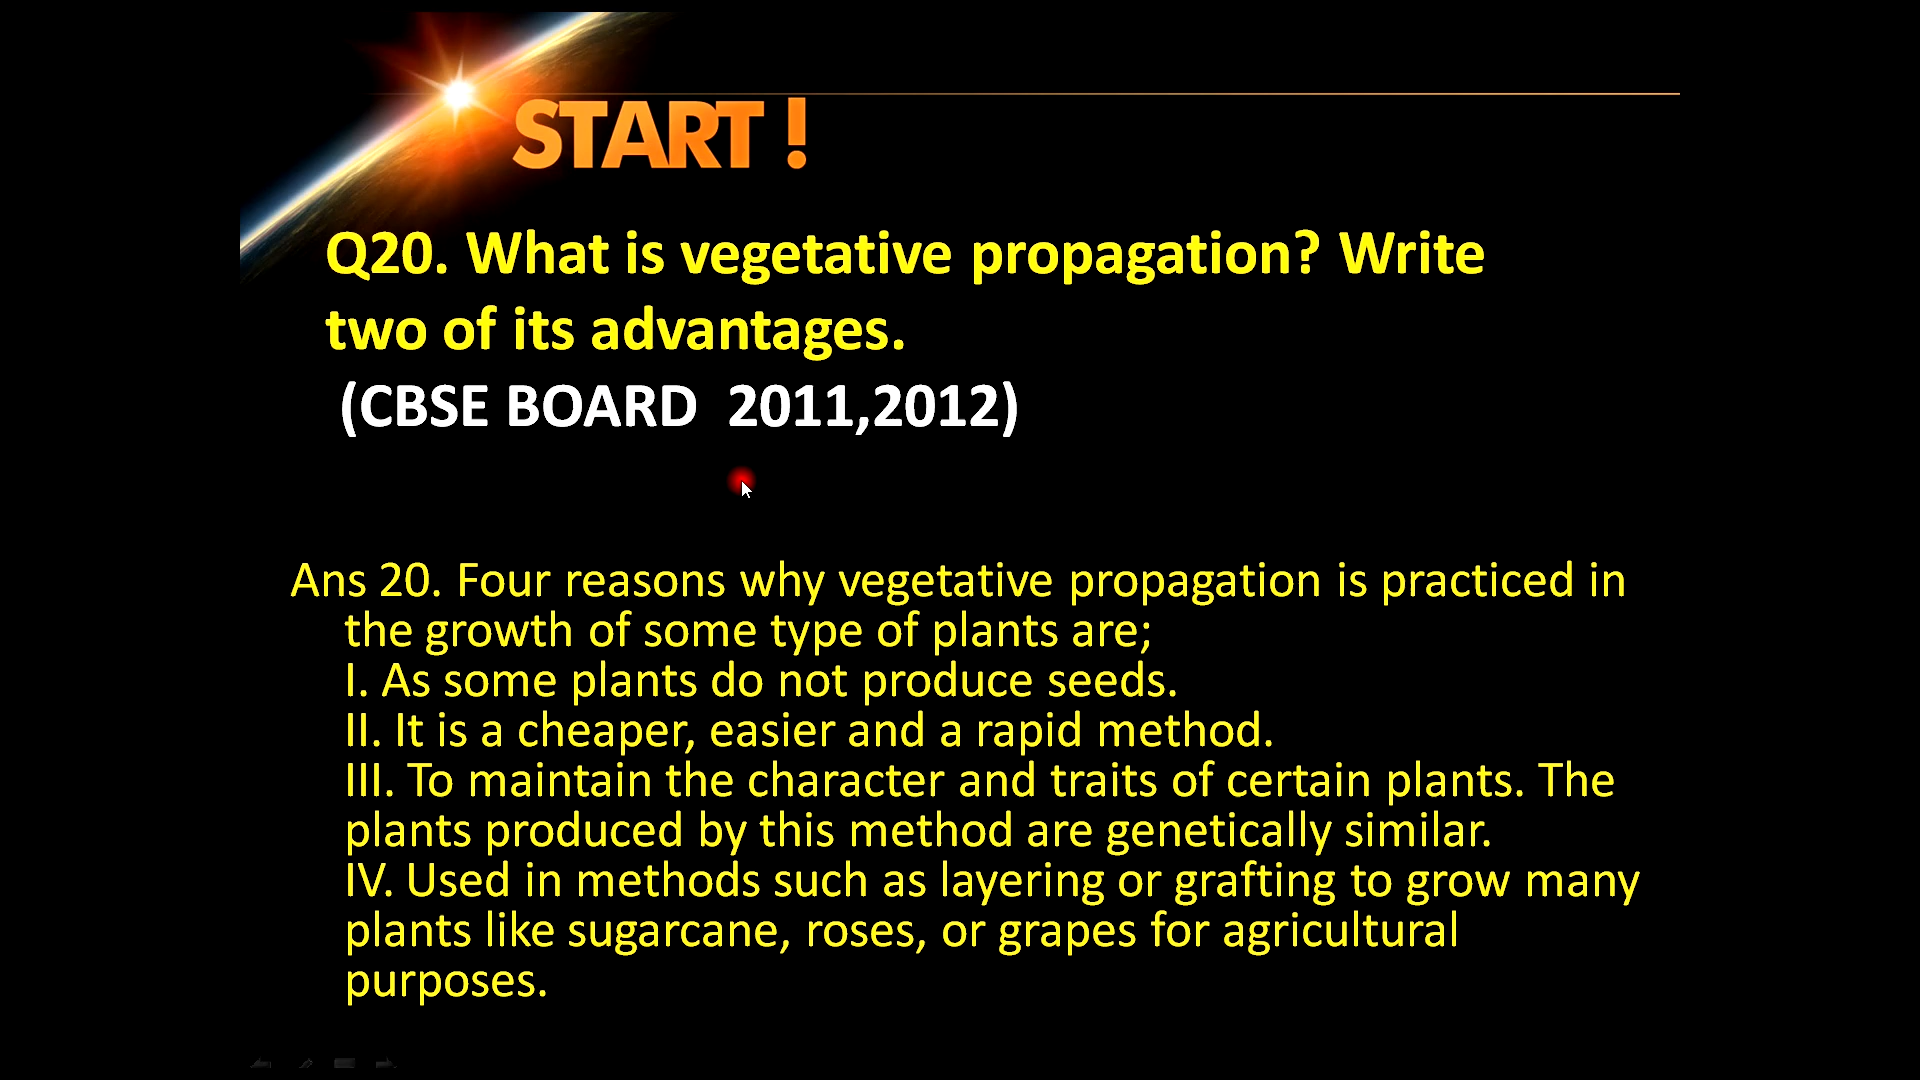 START !
Q20. What is vegetative propagation? Write
two of its advantages.
(CBSE BOARD  2011,2012)
Ans 20. Four reasons why vegetative propagation is practiced in
the growth of some type of plants are;
I. As some plants do not produce seeds.
II. It is a cheaper, easier and a rapid method.
III. To maintain the character and traits of certain plants. The
plants produced by this method are genetically similar.
IV. Used in methods such as layering or grafting to grow many
plants like sugarcane, roses, or grapes for agricultural
purposes.